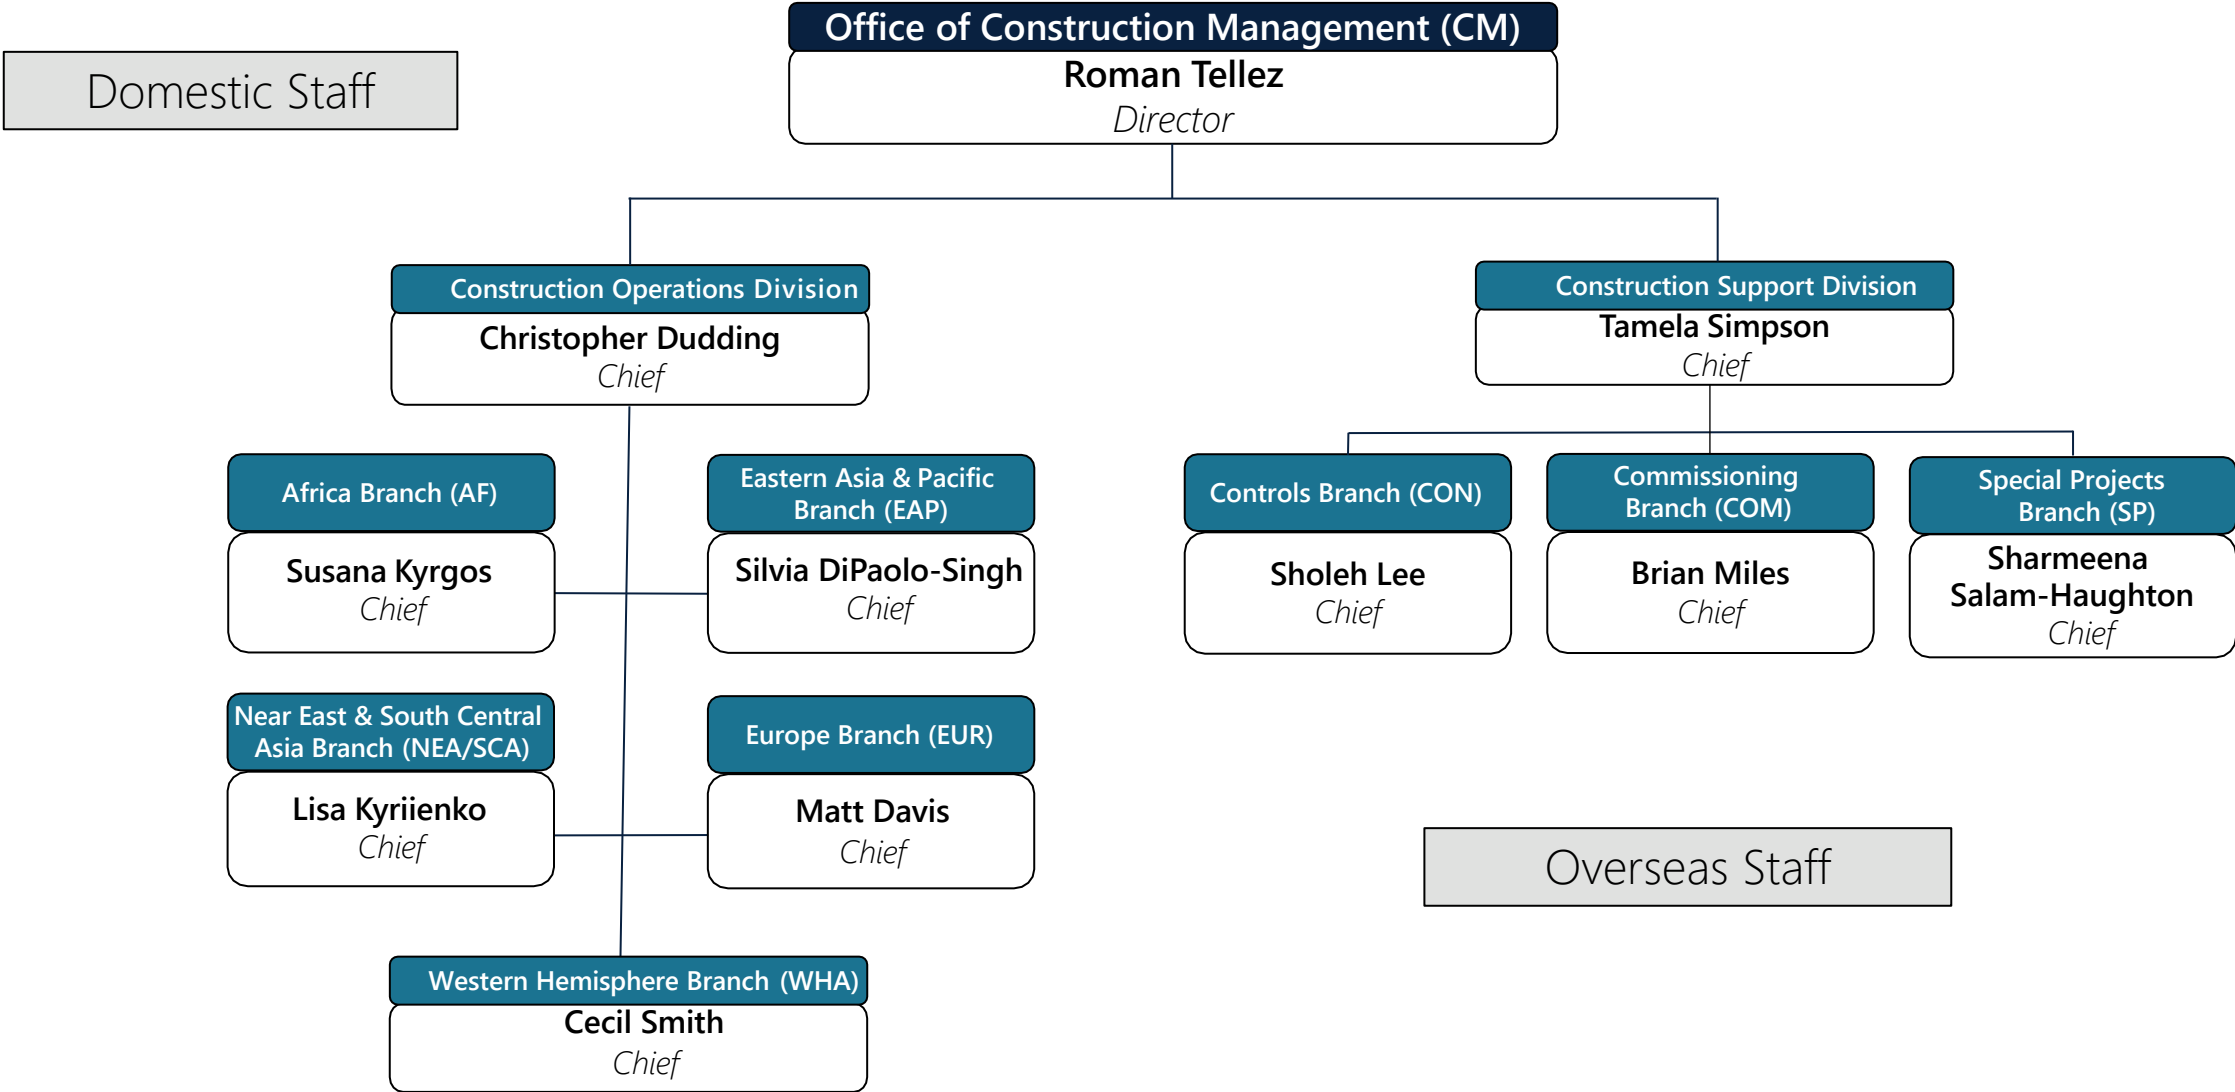 Office of Construction Management (CM)
Roman Tellez
Director
Domestic Staff
Construction Operations Division
Christopher Dudding
Chief
Construction Support Division
Tamela Simpson
Chief
Africa Branch (AF)
Susana Kyrgos
Chief
Eastern Asia & Pacific
Branch (EAP)
Silvia DiPaolo-Singh
Chief
Controls Branch (CON)
Sholeh Lee
Chief
Commissioning
Branch (COM)
Brian Miles
Chief
Special Projects
Branch (SP)
Sharmeena
Salam-Haughton
Chief
Near East & South Central
Asia Branch (NEA/SCA)
Lisa Kyriienko
Chief
Europe Branch (EUR)
Matt Davis
Chief
Overseas Staff
Western Hemisphere Branch (WHA)
Cecil Smith
Chief